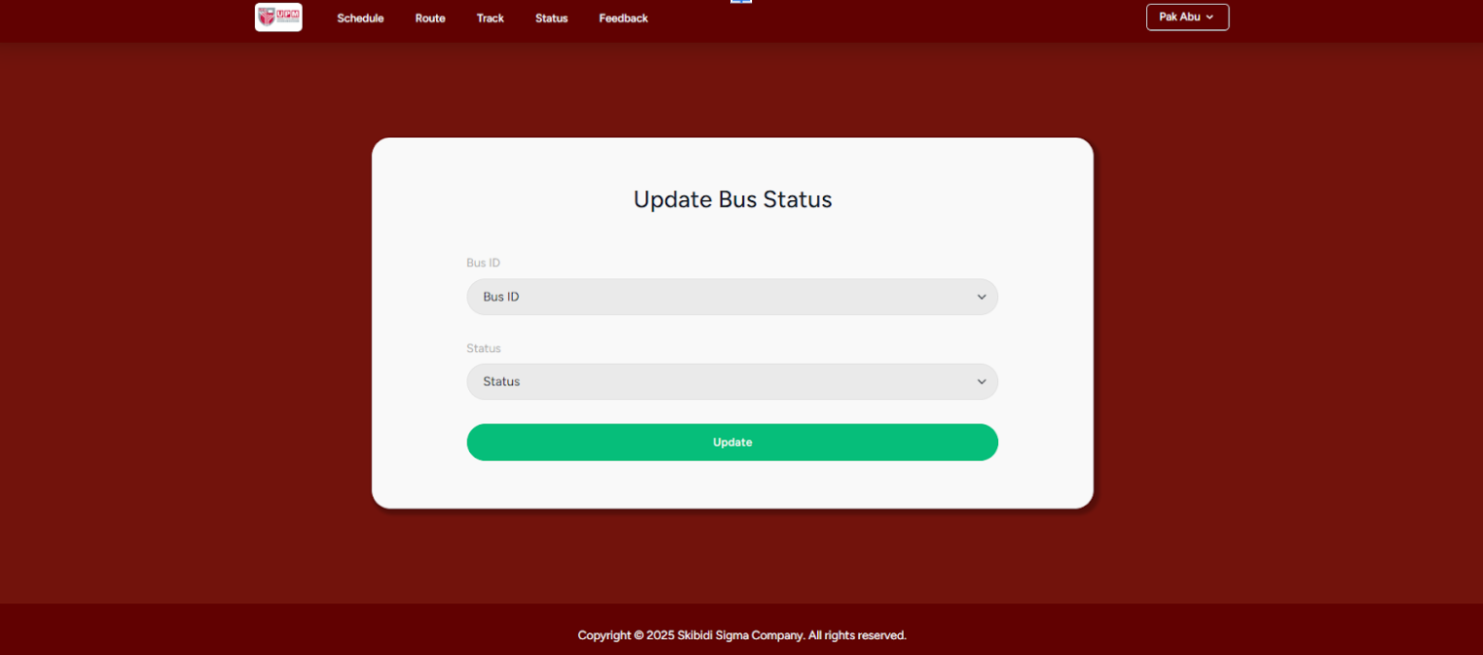 UPM
Schedule
Route
Track
Status
Feedback
Pak Abu
Update Bus Status
Bus ID
Bus ID
Status
Status
Update
Copyright © 2025 Skibidi Sigma Company. All rights reserved.